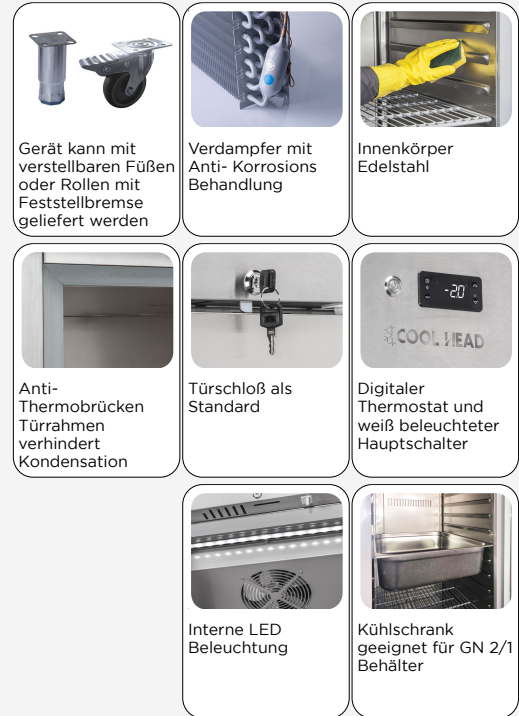 Gerät kann mit
verstellbaren Füßen
oder Rollen mit
Feststellbremse
geliefert werden
Verdampfer mit
Anti- Korrosions
Behandlung
Innenkörper
Edelstahl
-2.0
COOL HEAD
Anti-
Thermobrücken
Türrahmen
verhindert
Kondensation
Türschloß als
Standard
Digitaler
Thermostat und
weiß beleuchteter
Hauptschalter
Interne LED
Beleuchtung
Kühlschrank
geeignet für GN 2/1
Behälter